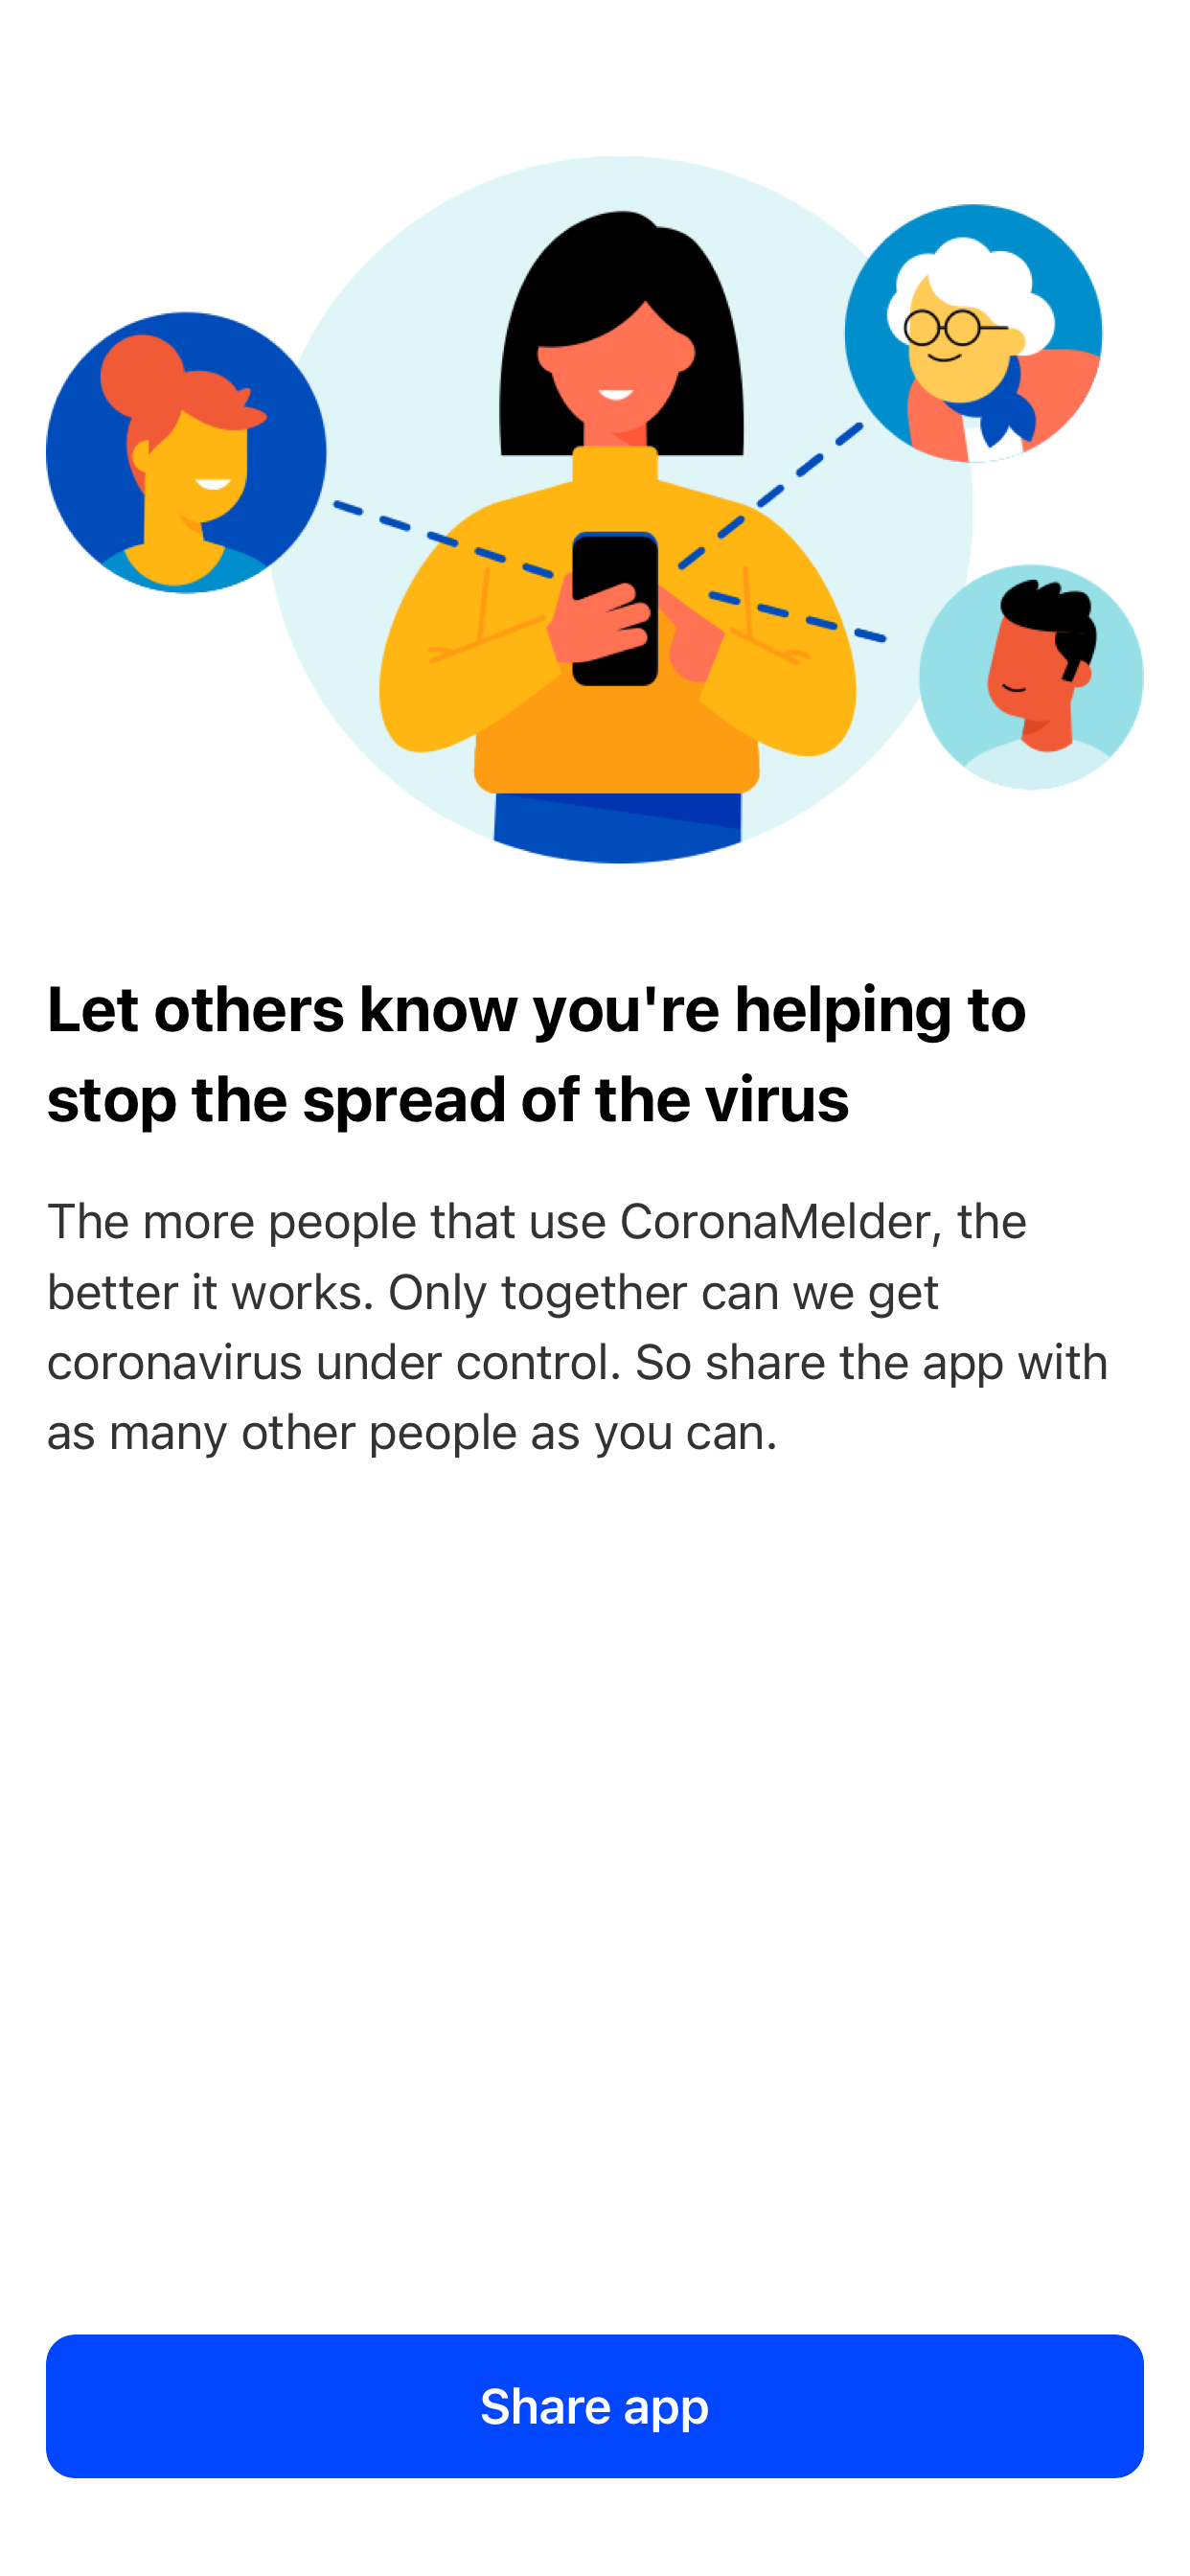 Let others know you're helping to
stop the spread of the virus
The more people that use CoronaMelder, the
better it works. Only together can we get
coronavirus under control. So share the app with
as many other people as you can.
Share app